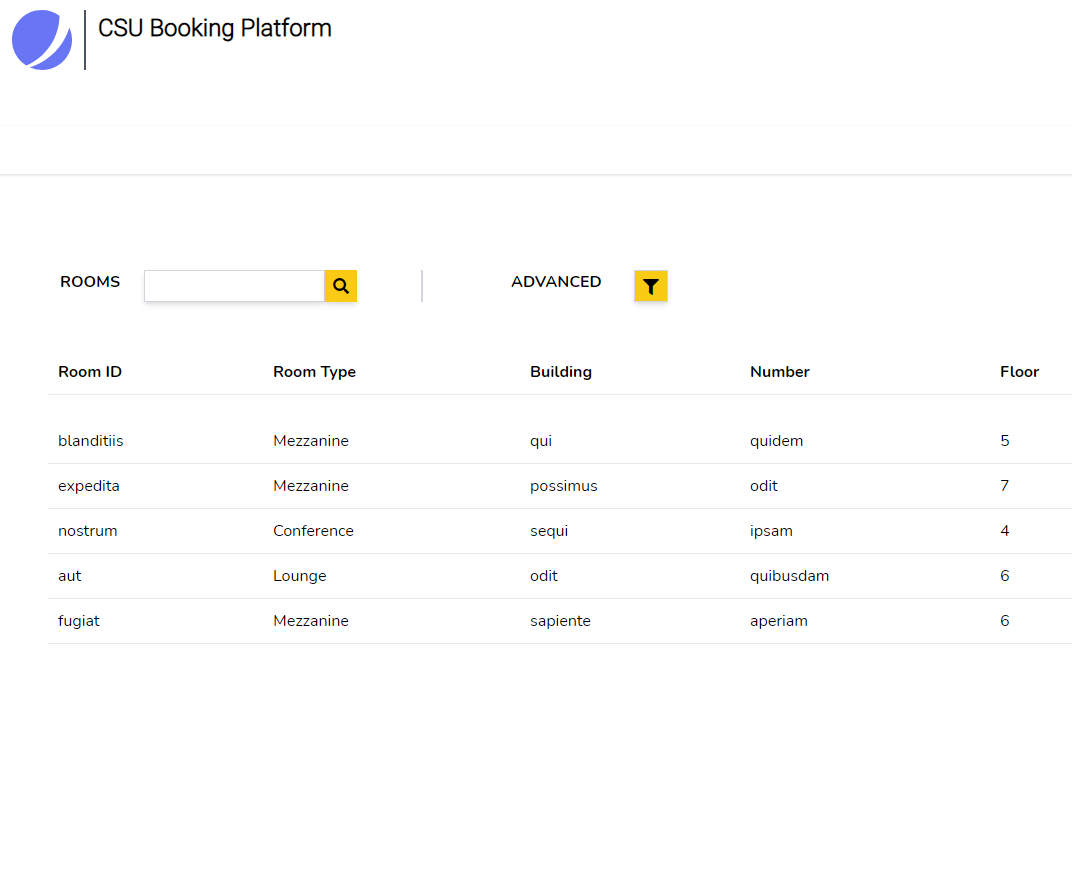 CSU Booking Platform
ROOMS ADVANCED
Room ID Room Type Building Number Floor
blanditiis Mezzanine qui quidem 5
expedita Mezzanine possimus odit 7
nostrum Conference sequi ipsam 4
aut Lounge odit quibusdam 6
fugiat Mezzanine sapiente aperiam 6